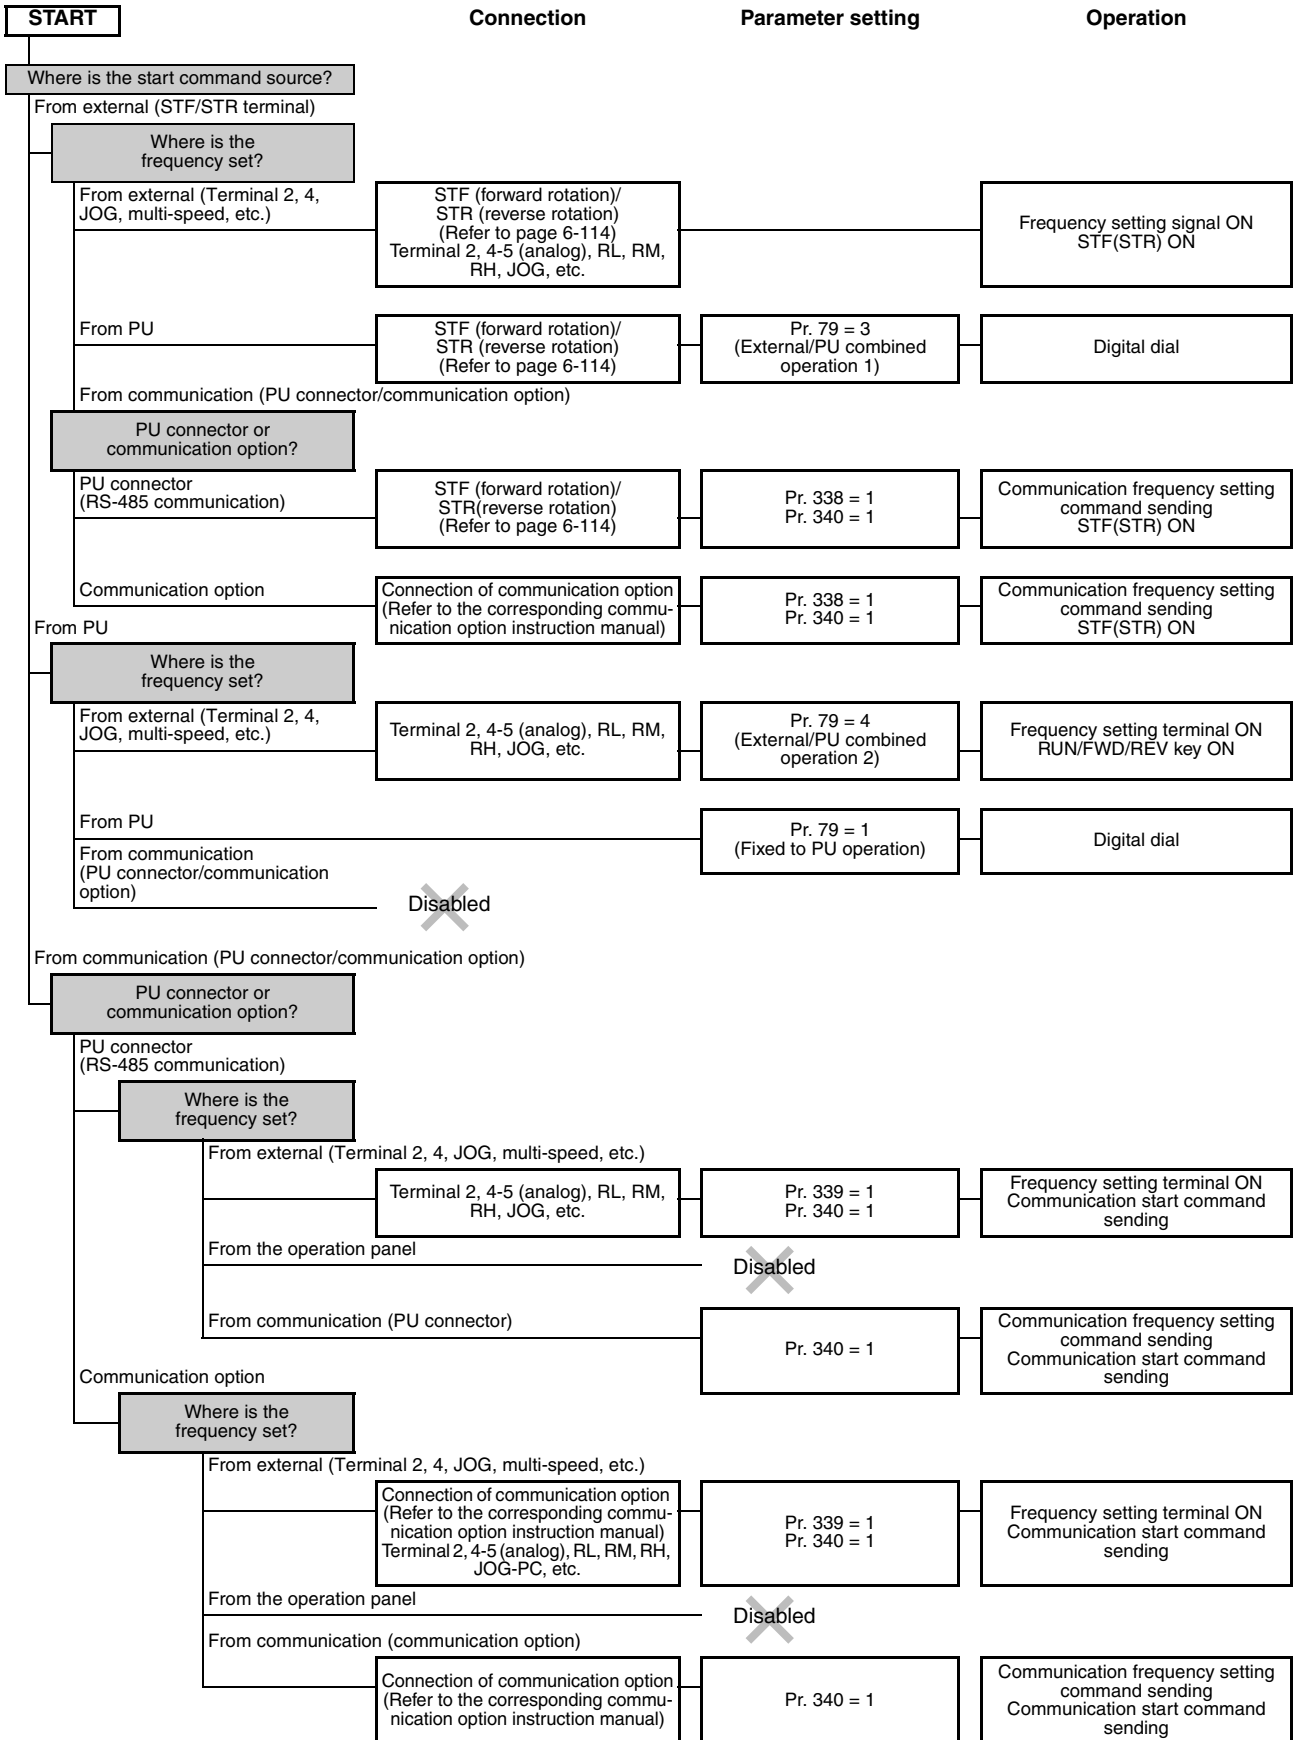 START
Connection
Parameter setting
Operation
Where is the start command source?
From external (STF/STR terminal)
Where is the
frequency set?
From external (Terminal 2, 4,
JOG, multi-speed, etc.)
STF (forward rotation)/
STR (reverse rotation)
(Refer to page 6-114)
Terminal 2, 4-5 (analog), RL, RM,
RH, JOG, etc.
Frequency setting signal ON
STF(STR) ON
From PU
STF (forward rotation)/
STR (reverse rotation)
(Refer to page 6-114)
Pr. 79 = 3
(External/PU combined
operation 1)
Digital dial
From communication (PU connector/communication option)
PU connector or
communication option?
PU connector
(RS-485 communication)
STF (forward rotation)/
STR(reverse rotation)
(Refer to page 6-114)
Pr. 338 = 1
Pr. 340 = 1
Communication frequency setting
command sending
STF(STR) ON
Communication option
Connection of communication option
(Refer to the corresponding commu-
nication option instruction manual)
Pr. 338 = 1
Pr. 340 = 1
Communication frequency setting
command sending
STF(STR) ON
From PU
Where is the
frequency set?
From external (Terminal 2, 4,
JOG, multi-speed, etc.)
Terminal 2, 4-5 (analog), RL, RM,
RH, JOG, etc.
Pr. 79 = 4
(External/PU combined
operation 2)
Frequency setting terminal ON
RUN/FWD/REV key ON
From PU
Pr. 79 = 1
(Fixed to PU operation)
Digital dial
From communication
(PU connector/communication
option)
Disabled
From communication (PU connector/communication option)
PU connector or
communication option?
PU connector
(RS-485 communication)
Where is the
frequency set?
From external (Terminal 2, 4, JOG, multi-speed, etc.)
Terminal 2, 4-5 (analog), RL, RM,
RH, JOG, etc.
Pr. 339 = 1
Pr. 340 = 1
Frequency setting terminal ON
Communication start command
sending
From the operation panel
Disabled
From communication (PU connector)
Pr. 340 = 1
Communication frequency setting
command sending
Communication start command
sending
Communication option
Where is the
frequency set?
From external (Terminal 2, 4, JOG, multi-speed, etc.)
Connection of communication option
(Refer to the corresponding commu-
nication option instruction manual)
Terminal 2, 4-5 (analog), RL, RM, RH,
JOG-PC, etc.
Pr. 339 = 1
Pr. 340 = 1
Frequency setting terminal ON
Communication start command
sending
From the operation panel
Disabled
From communication (communication option)
Connection of communication option
(Refer to the corresponding commu-
nication option instruction manual)
Pr. 340 = 1
Communication frequency setting
command sending
Communication start command
sending